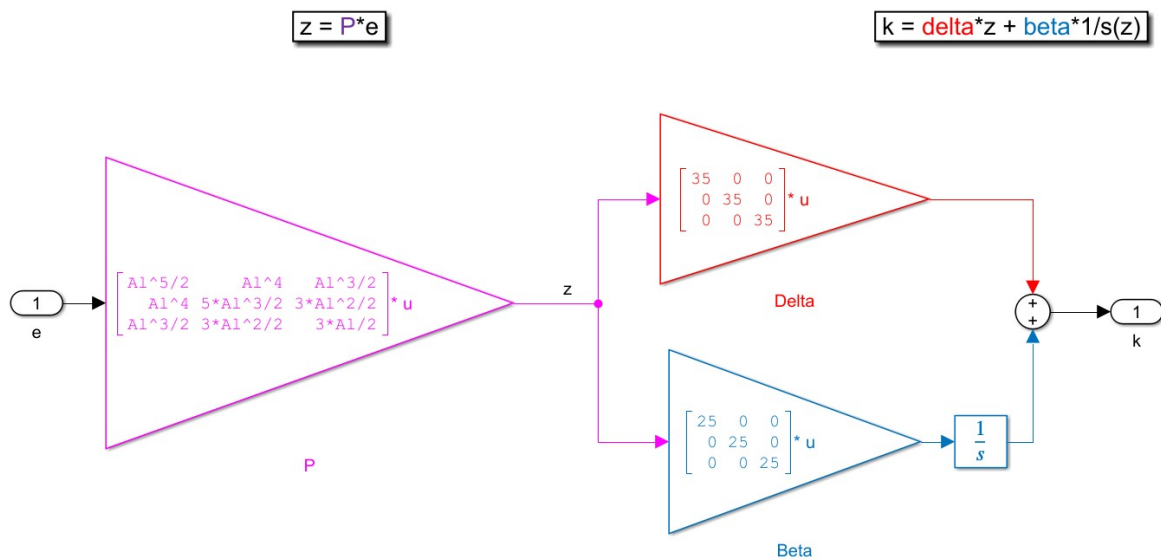 z = P*e
k = delta*z + beta*1/s(z)
35 0 0
0 35 0
0 0 35
* u
Delta
z
1
e
Al^5/2 Al^4 Al^3/2
Al^4 5*Al^3/2 3*Al^2/2
Al^3/2 3*Al^2/2 3*Al/2
* u
P
+
+
1
k
25 0 0
0 25 0
0 0 25
* u
1
s
Beta